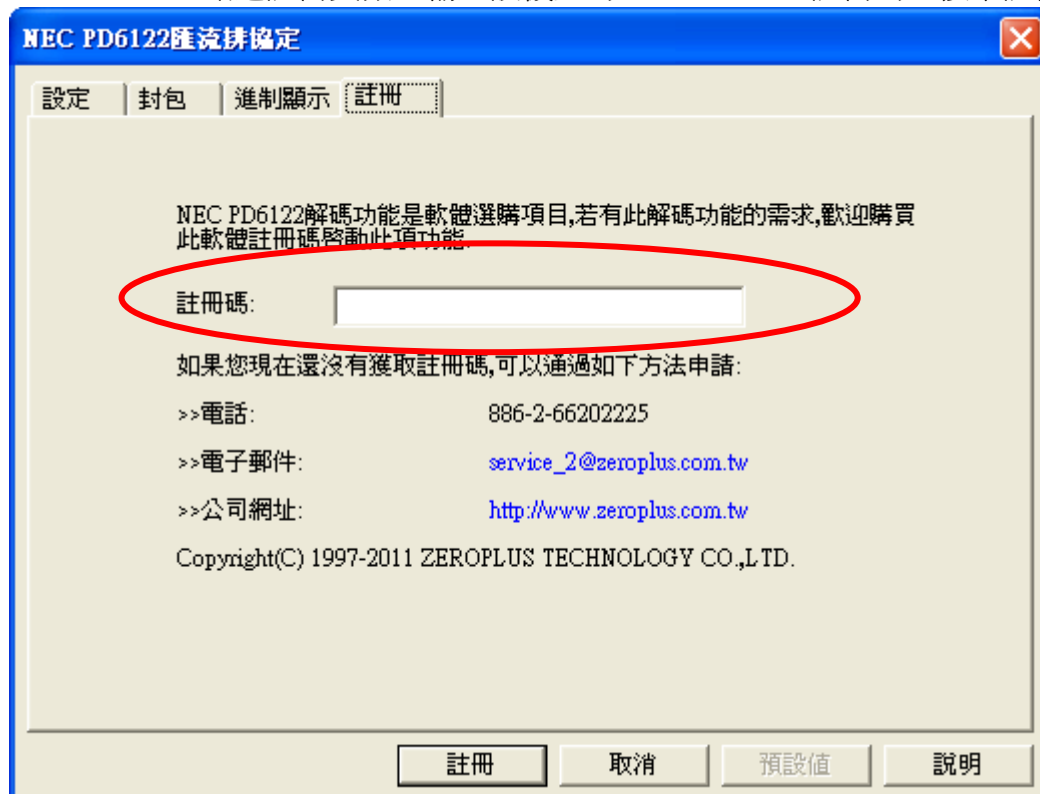 NEC PD6122匯流排協定
設定 封包 進制顯示 註冊
NEC PD6122解碼功能是軟體選購項目,若有此解碼功能的需求,歡迎購買
此軟體註冊碼啓動此項功能.
註冊碼:
如果您現在還沒有獲取註冊碼,可以通過如下方法申請:
>>電話: 886-2-66202225
>>電子郵件: service_2@zeroplus.com.tw
>>公司網址: http://www.zeroplus.com.tw
Copyright(C) 1997-2011 ZEROPLUS TECHNOLOGY CO.,LTD.
註冊 取消 預設値 說明